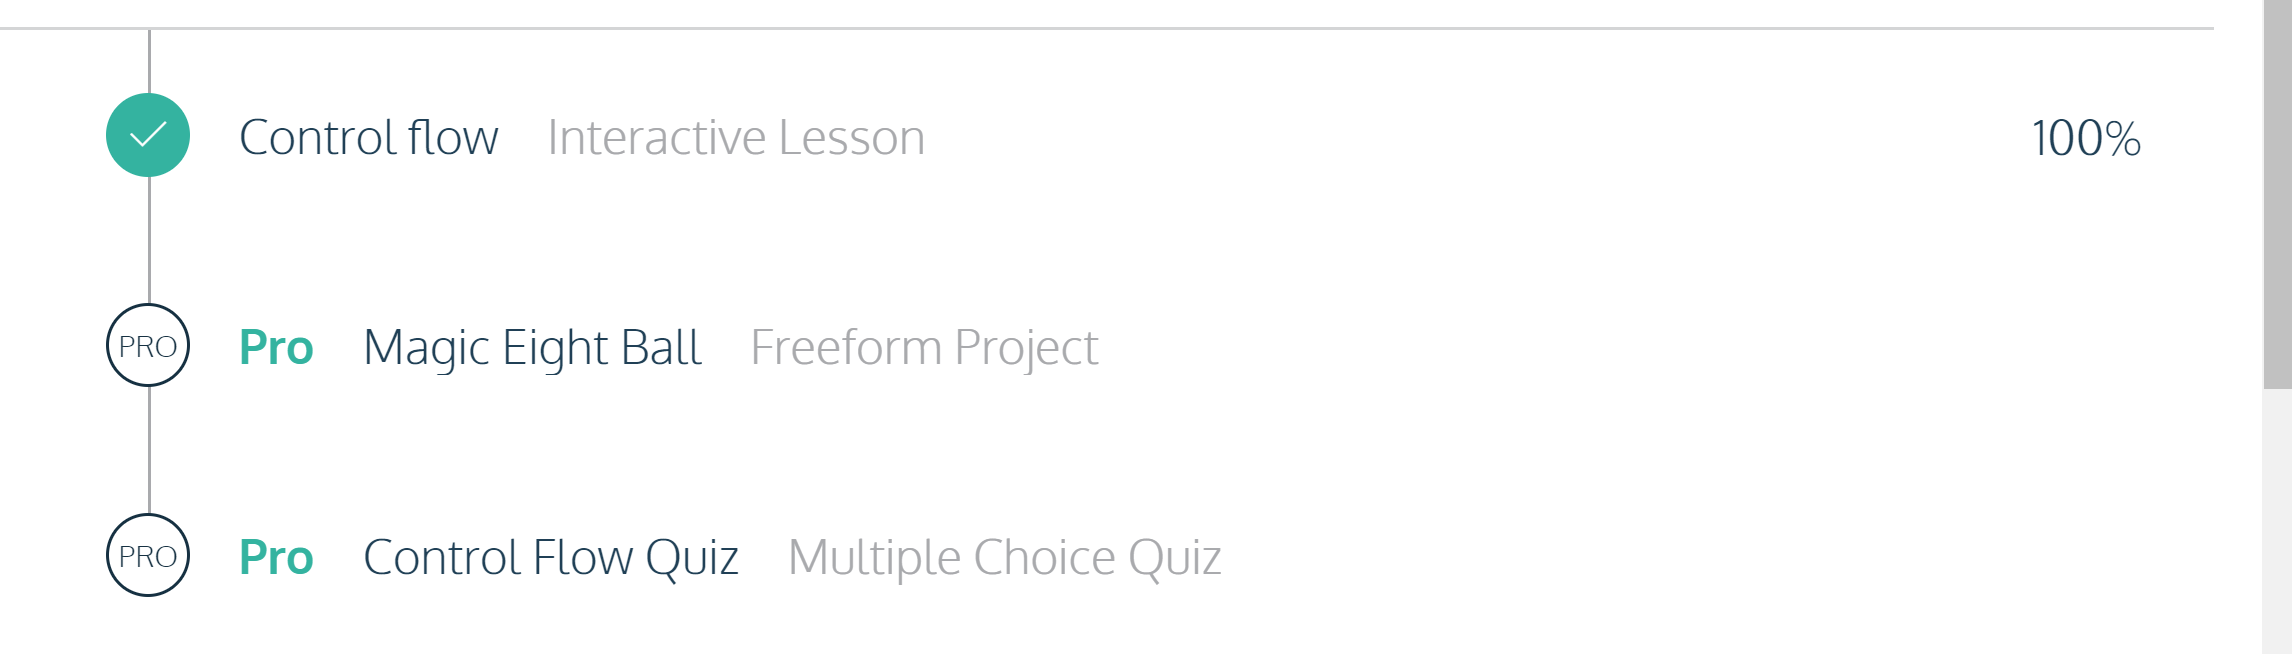 Control flow Interactive Lesson 100%
PRO Pro Magic Eight Ball Freeform Project
PRO Pro Control Flow Quiz Multiple Choice Quiz